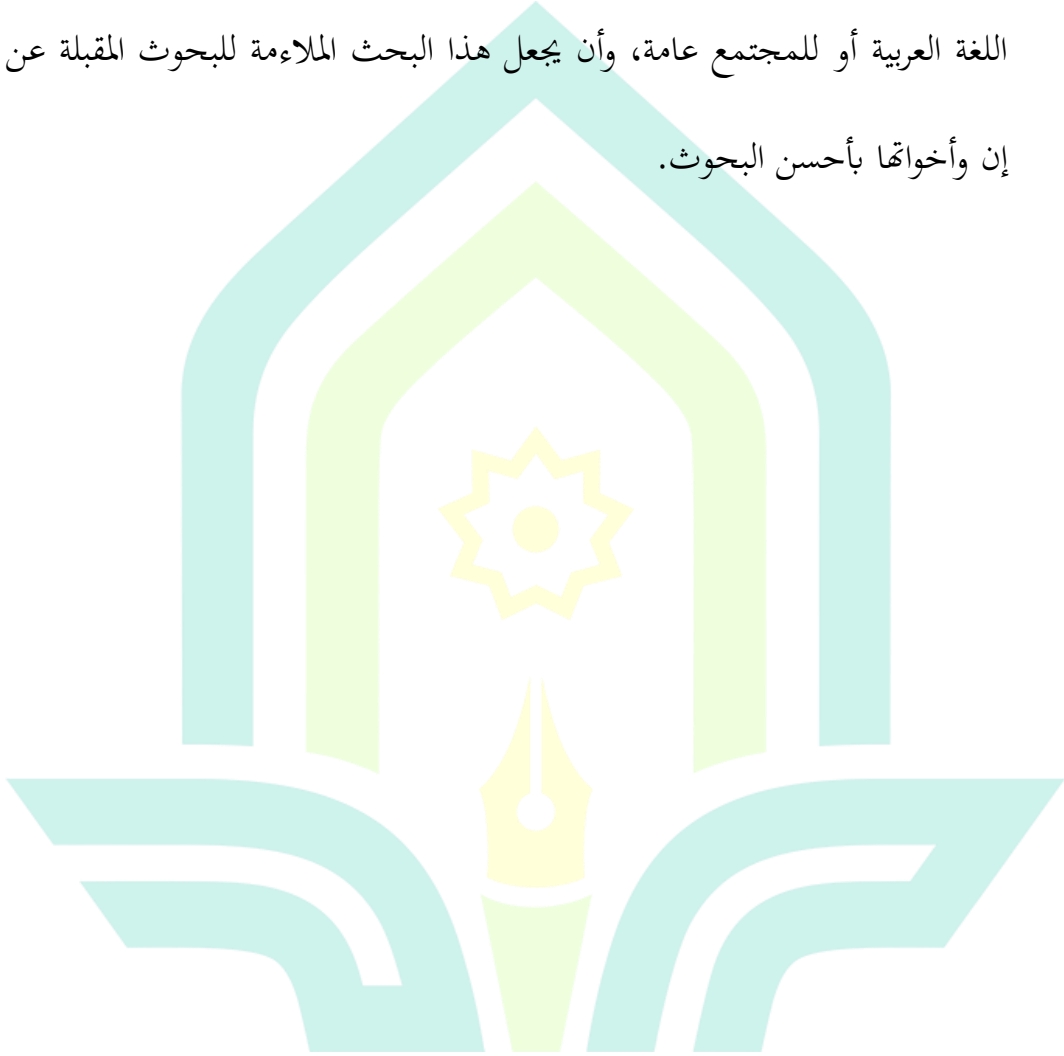 اللغة العربية أو للمجتمع عامة، وأن يجعل هذا البحث الملاءمة للبحوث المقبلة عن
إن وأخواتها بأحسن البحوث.